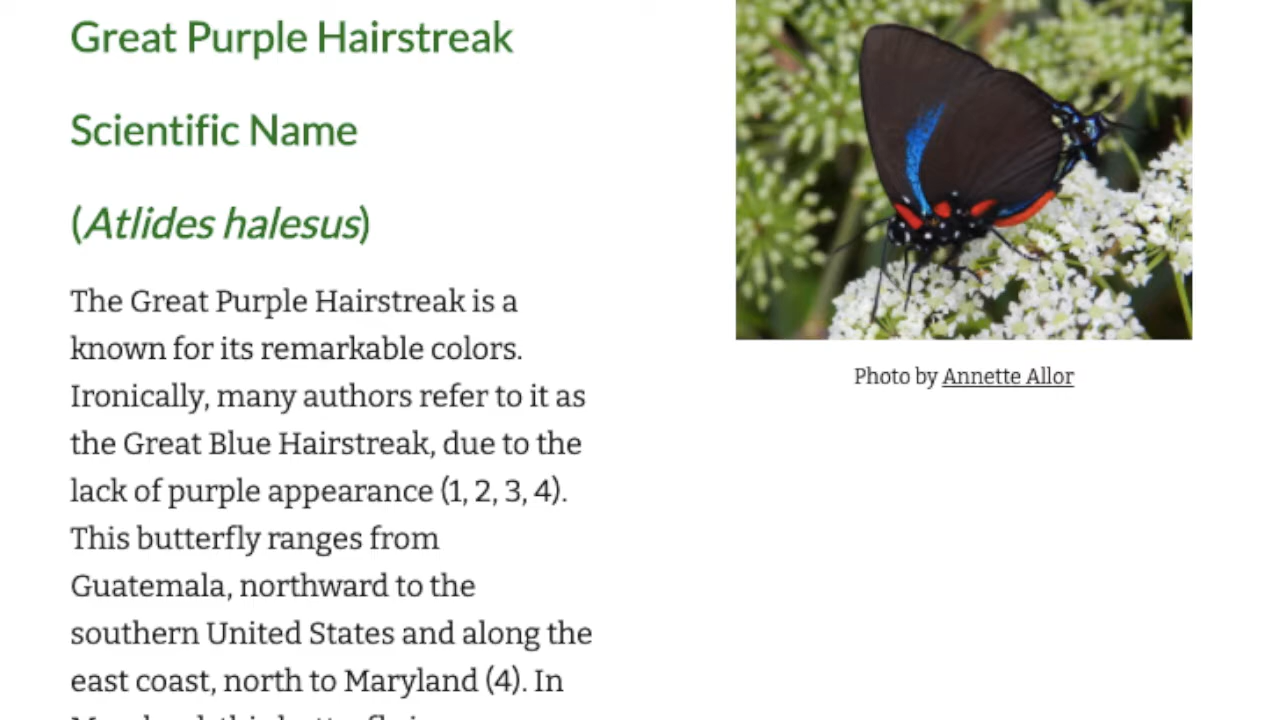 Great Purple Hairstreak
Scientific Name
(Atlides halesus)
The Great Purple Hairstreak is a
known for its remarkable colors.
Ironically, many authors refer to it as
the Great Blue Hairstreak, due to the
lack of purple appearance (1, 2, 3, 4).
This butterfly ranges from
Guatemala, northward to the
southern United States and along the
east coast, north to Maryland (4). In
Photo by Annette Allor